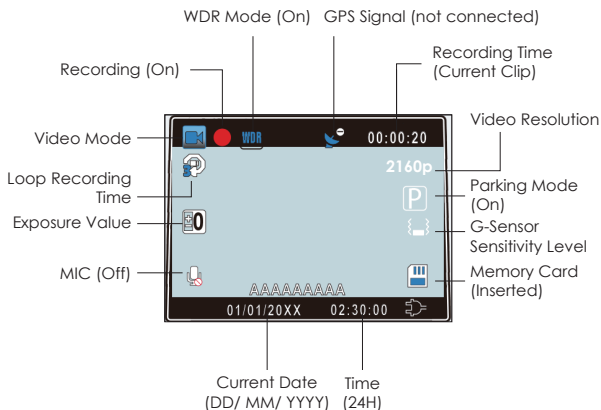 WDR Mode (On)
GPS Signal (not connected)
Recording (On)
Recording Time
(Current Clip)
Video Mode
WDR
00:00:20
Video Resolution
Loop Recording
Time
2160p
P
Parking Mode
(On)
Exposure Value
0
G-Sensor
Sensitivity Level
MIC (Off)
Memory Card
(Inserted)
AAAAAAAAA
01/01/20XX
02:30:00
Current Date
(DD/ MM/ YYYY)
Time
(24H)